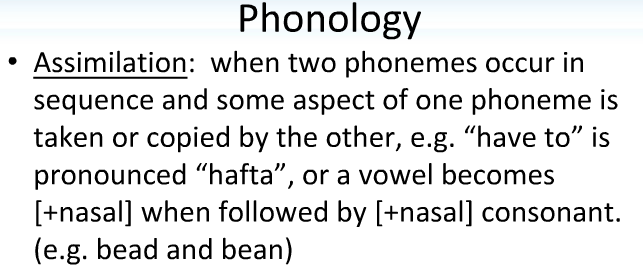 Phonology
• Assimilation:  when two phonemes occur in
sequence and some aspect of one phoneme is
taken or copied by the other, e.g. “have to” is
pronounced “hafta”, or a vowel becomes
[+nasal] when followed by [+nasal] consonant.
(e.g. bead and bean)